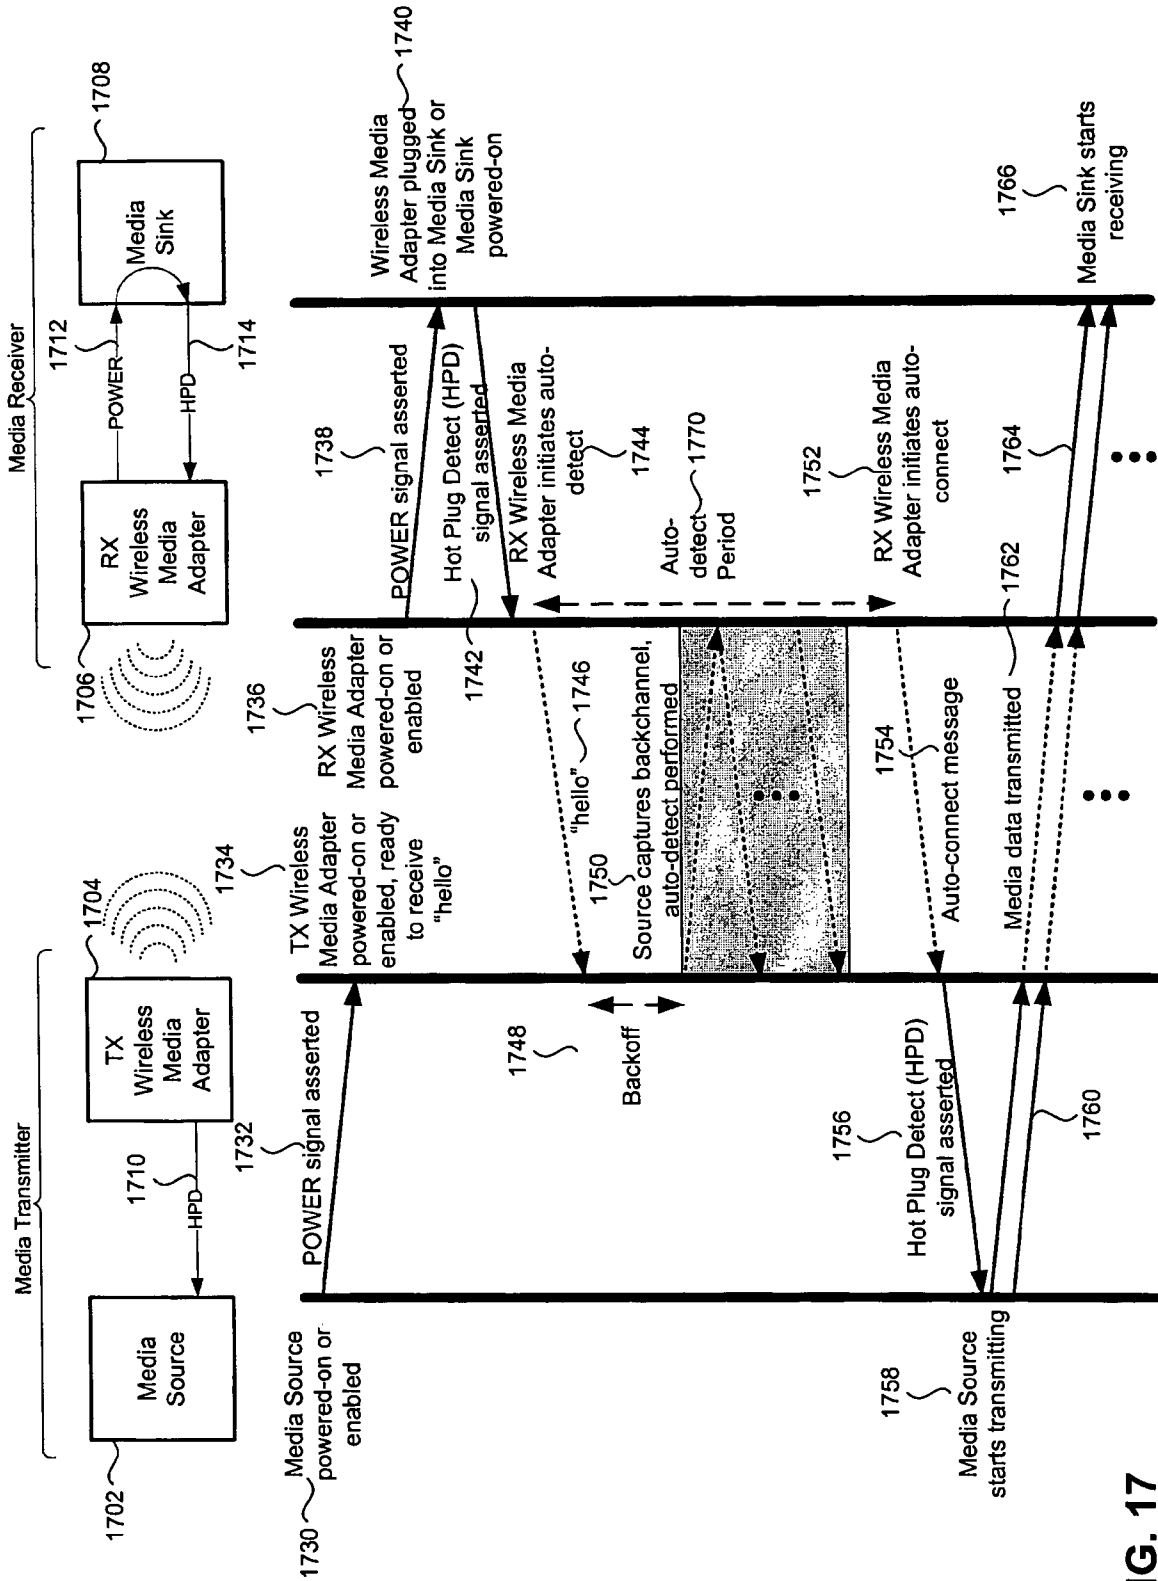 Media Transmitter
Media Receiver
1702
Media
Source
HPD
1710
TX
Wireless
Media
Adapter
1704
1706
RX
Wireless
Media
Adapter
POWER
1712
HPD
1714
Media
Sink
1708
1730
Media Source
powered-on or
enabled
1732
POWER signal asserted
1734
TX Wireless
Media Adapter
powered-on or
enabled, ready
to receive
“hello”
1736
RX Wireless
Media Adapter
powered-on or
enabled
1738
POWER signal asserted
Wireless Media
Adapter plugged
into Media Sink or
Media Sink
powered-on
1740
1742
Hot Plug Detect (HPD)
signal asserted
RX Wireless Media
Adapter initiates auto-
detect
1744
“hello”
1746
1748
Backoff
1750
Source captures backchannel,
auto-detect performed
Auto-
detect
Period
1770
1752
RX Wireless Media
Adapter initiates auto-
connect
1754
Auto-connect message
1756
Hot Plug Detect (HPD)
signal asserted
1758
Media Source
starts transmitting
1760
Media data transmitted
1762
1764
1766
Media Sink starts
receiving
IG. 17